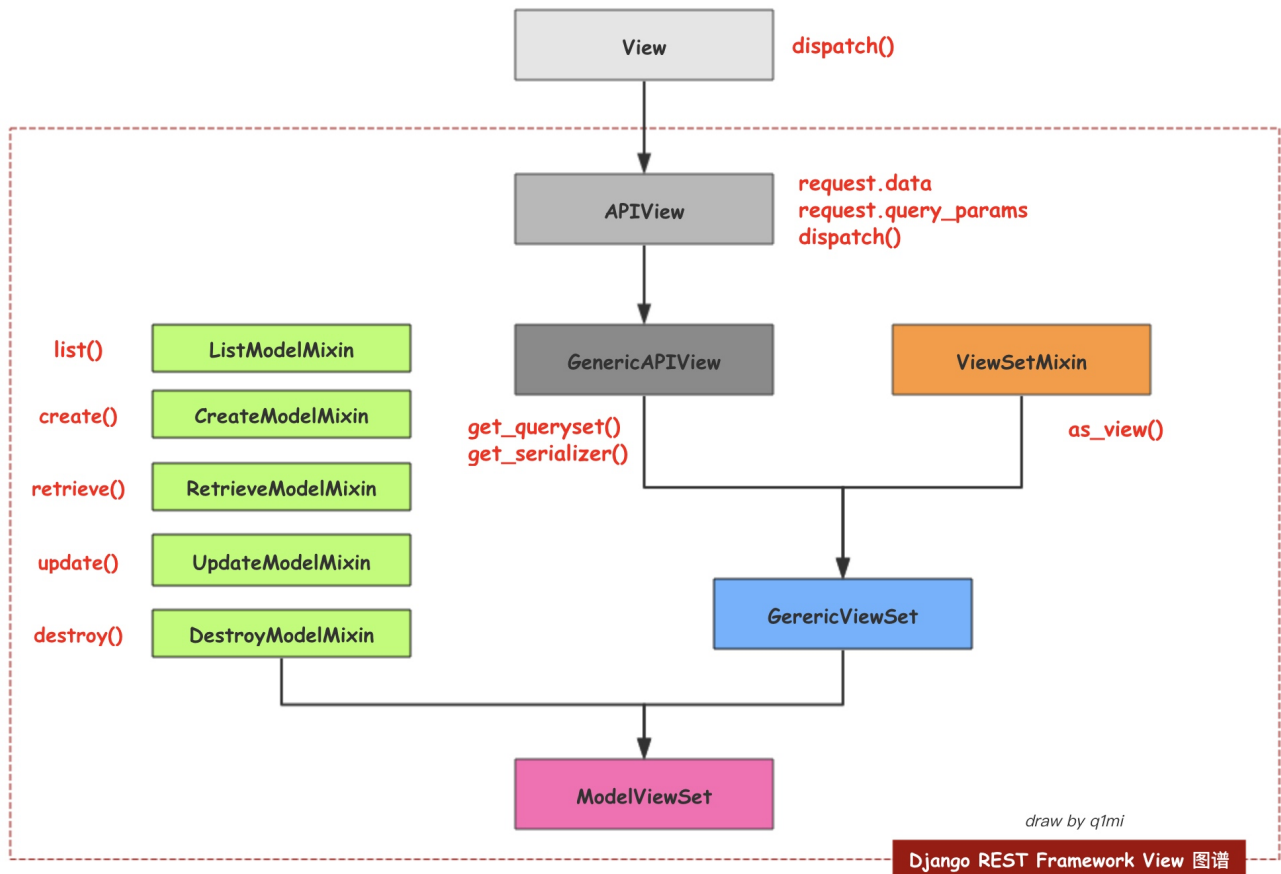 View
dispatch()
APIView
request.data
request.query_params
dispatch()
list()
ListModelMixin
create()
CreateModelMixin
retrieve()
RetrieveModelMixin
update()
UpdateModelMixin
destroy()
DestroyModelMixin
GenericAPIView
get_queryset()
get_serializer()
ViewSetMixin
as_view()
GerericViewSet
ModelViewSet
draw by q1mi
Django REST Framework View 图谱